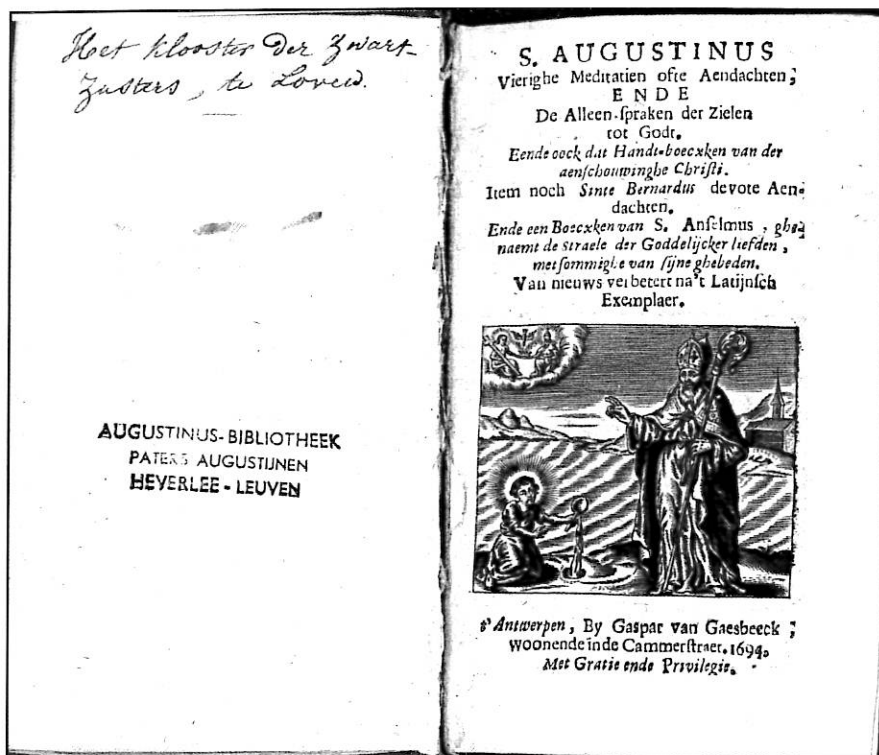 Het klooster der Zwart-
Zusters, te Loven.
AUGUSTINUS-BIBLIOTHEEK
PATERS AUGUSTIJNEN
HEVERLEE - LEUVEN
S. AUGUSTINUS
Vierighe Meditatien ofte Aendachten;
ENDE
De Alleen-ſpraken der Zielen
tot Godt.
Eende oock dat Handt-boecxken van der
aenſchouwinghe Chriſti.
Item noch Sinte Bernardus devote Aen-
dachten.
Ende een Boecxken van S. Anſelmus, ghe-
naemt de straele der Goddelijcker liefden,
met ſommighe van ſijne ghebeden.
Van nieuws verbetert na't Latijnſch
Exemplaer.
t'Antwerpen, By Gaspar van Gaesbeeck;
woonende in de Cammerſtraet. 1694.
Met Gratie ende Privilegie.